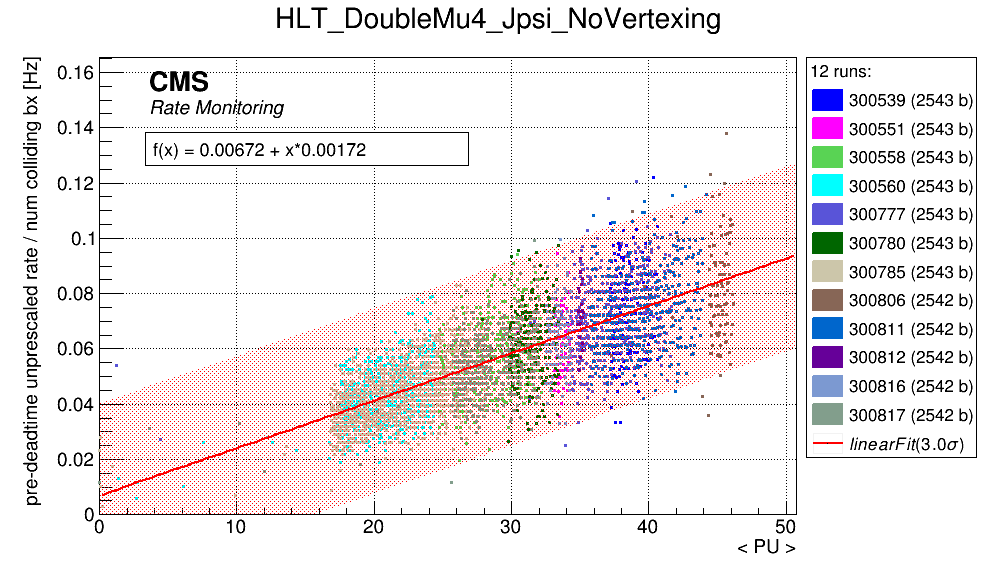 HLT_DoubleMu4_Jpsi_NoVertexing
pre-deadtime unprescaled rate / num colliding bx [Hz]
0.16
0.14
0.12
0.1
0.08
0.06
0.04
0.02
0
CMS
Rate Monitoring
f(x) = 0.00672 + x*0.00172
0 10 20 30 40 50
< PU >
12 runs:
300539 (2543 b)
300551 (2543 b)
300558 (2543 b)
300560 (2543 b)
300777 (2543 b)
300780 (2543 b)
300785 (2543 b)
300806 (2542 b)
300811 (2542 b)
300812 (2542 b)
300816 (2542 b)
300817 (2542 b)
linearFit(3.0σ)